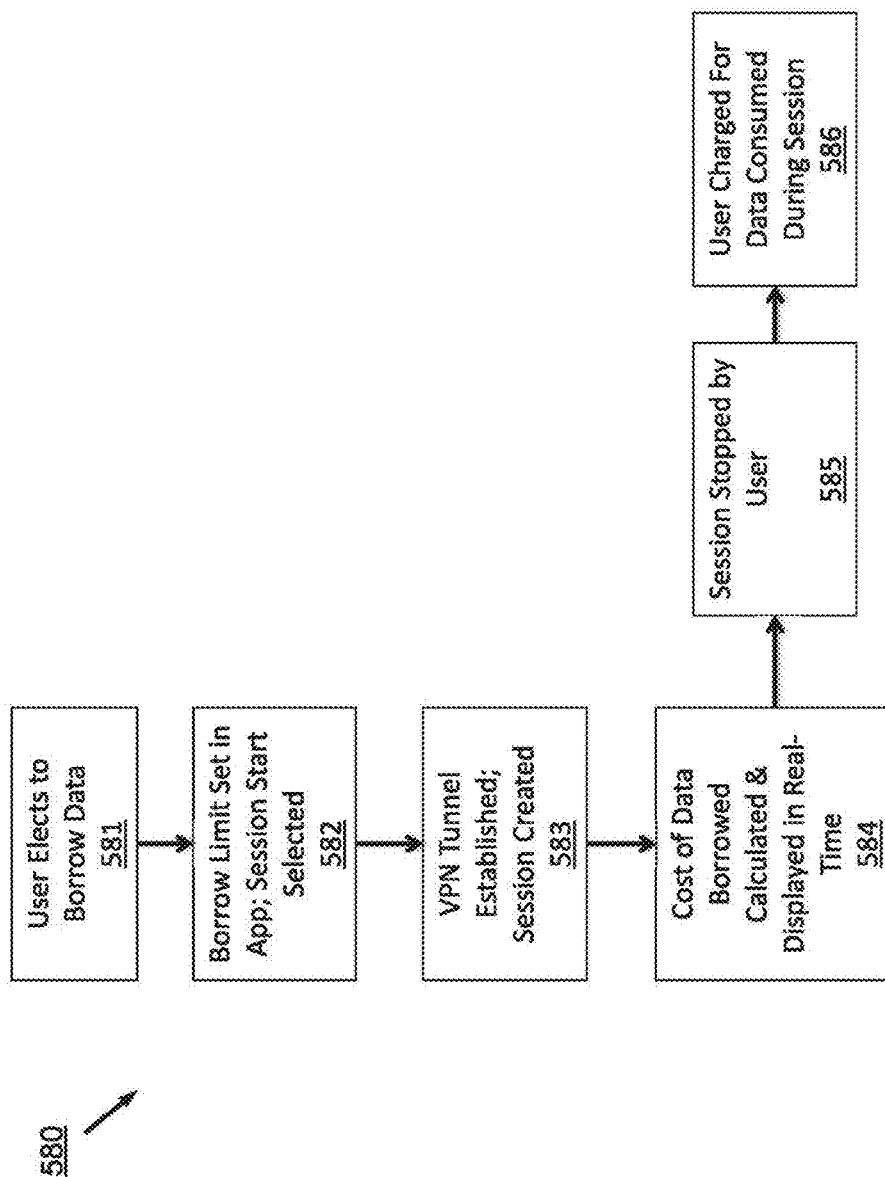 580
User Elects to
Borrow Data
581
Borrow Limit Set in
App; Session Start
Selected
582
VPN Tunnel
Established;
Session Created
583
Cost of Data
Borrowed
Calculated &
Displayed in Real-
Time
584
Session Stopped by
User
585
User Charged For
Data Consumed
During Session
586